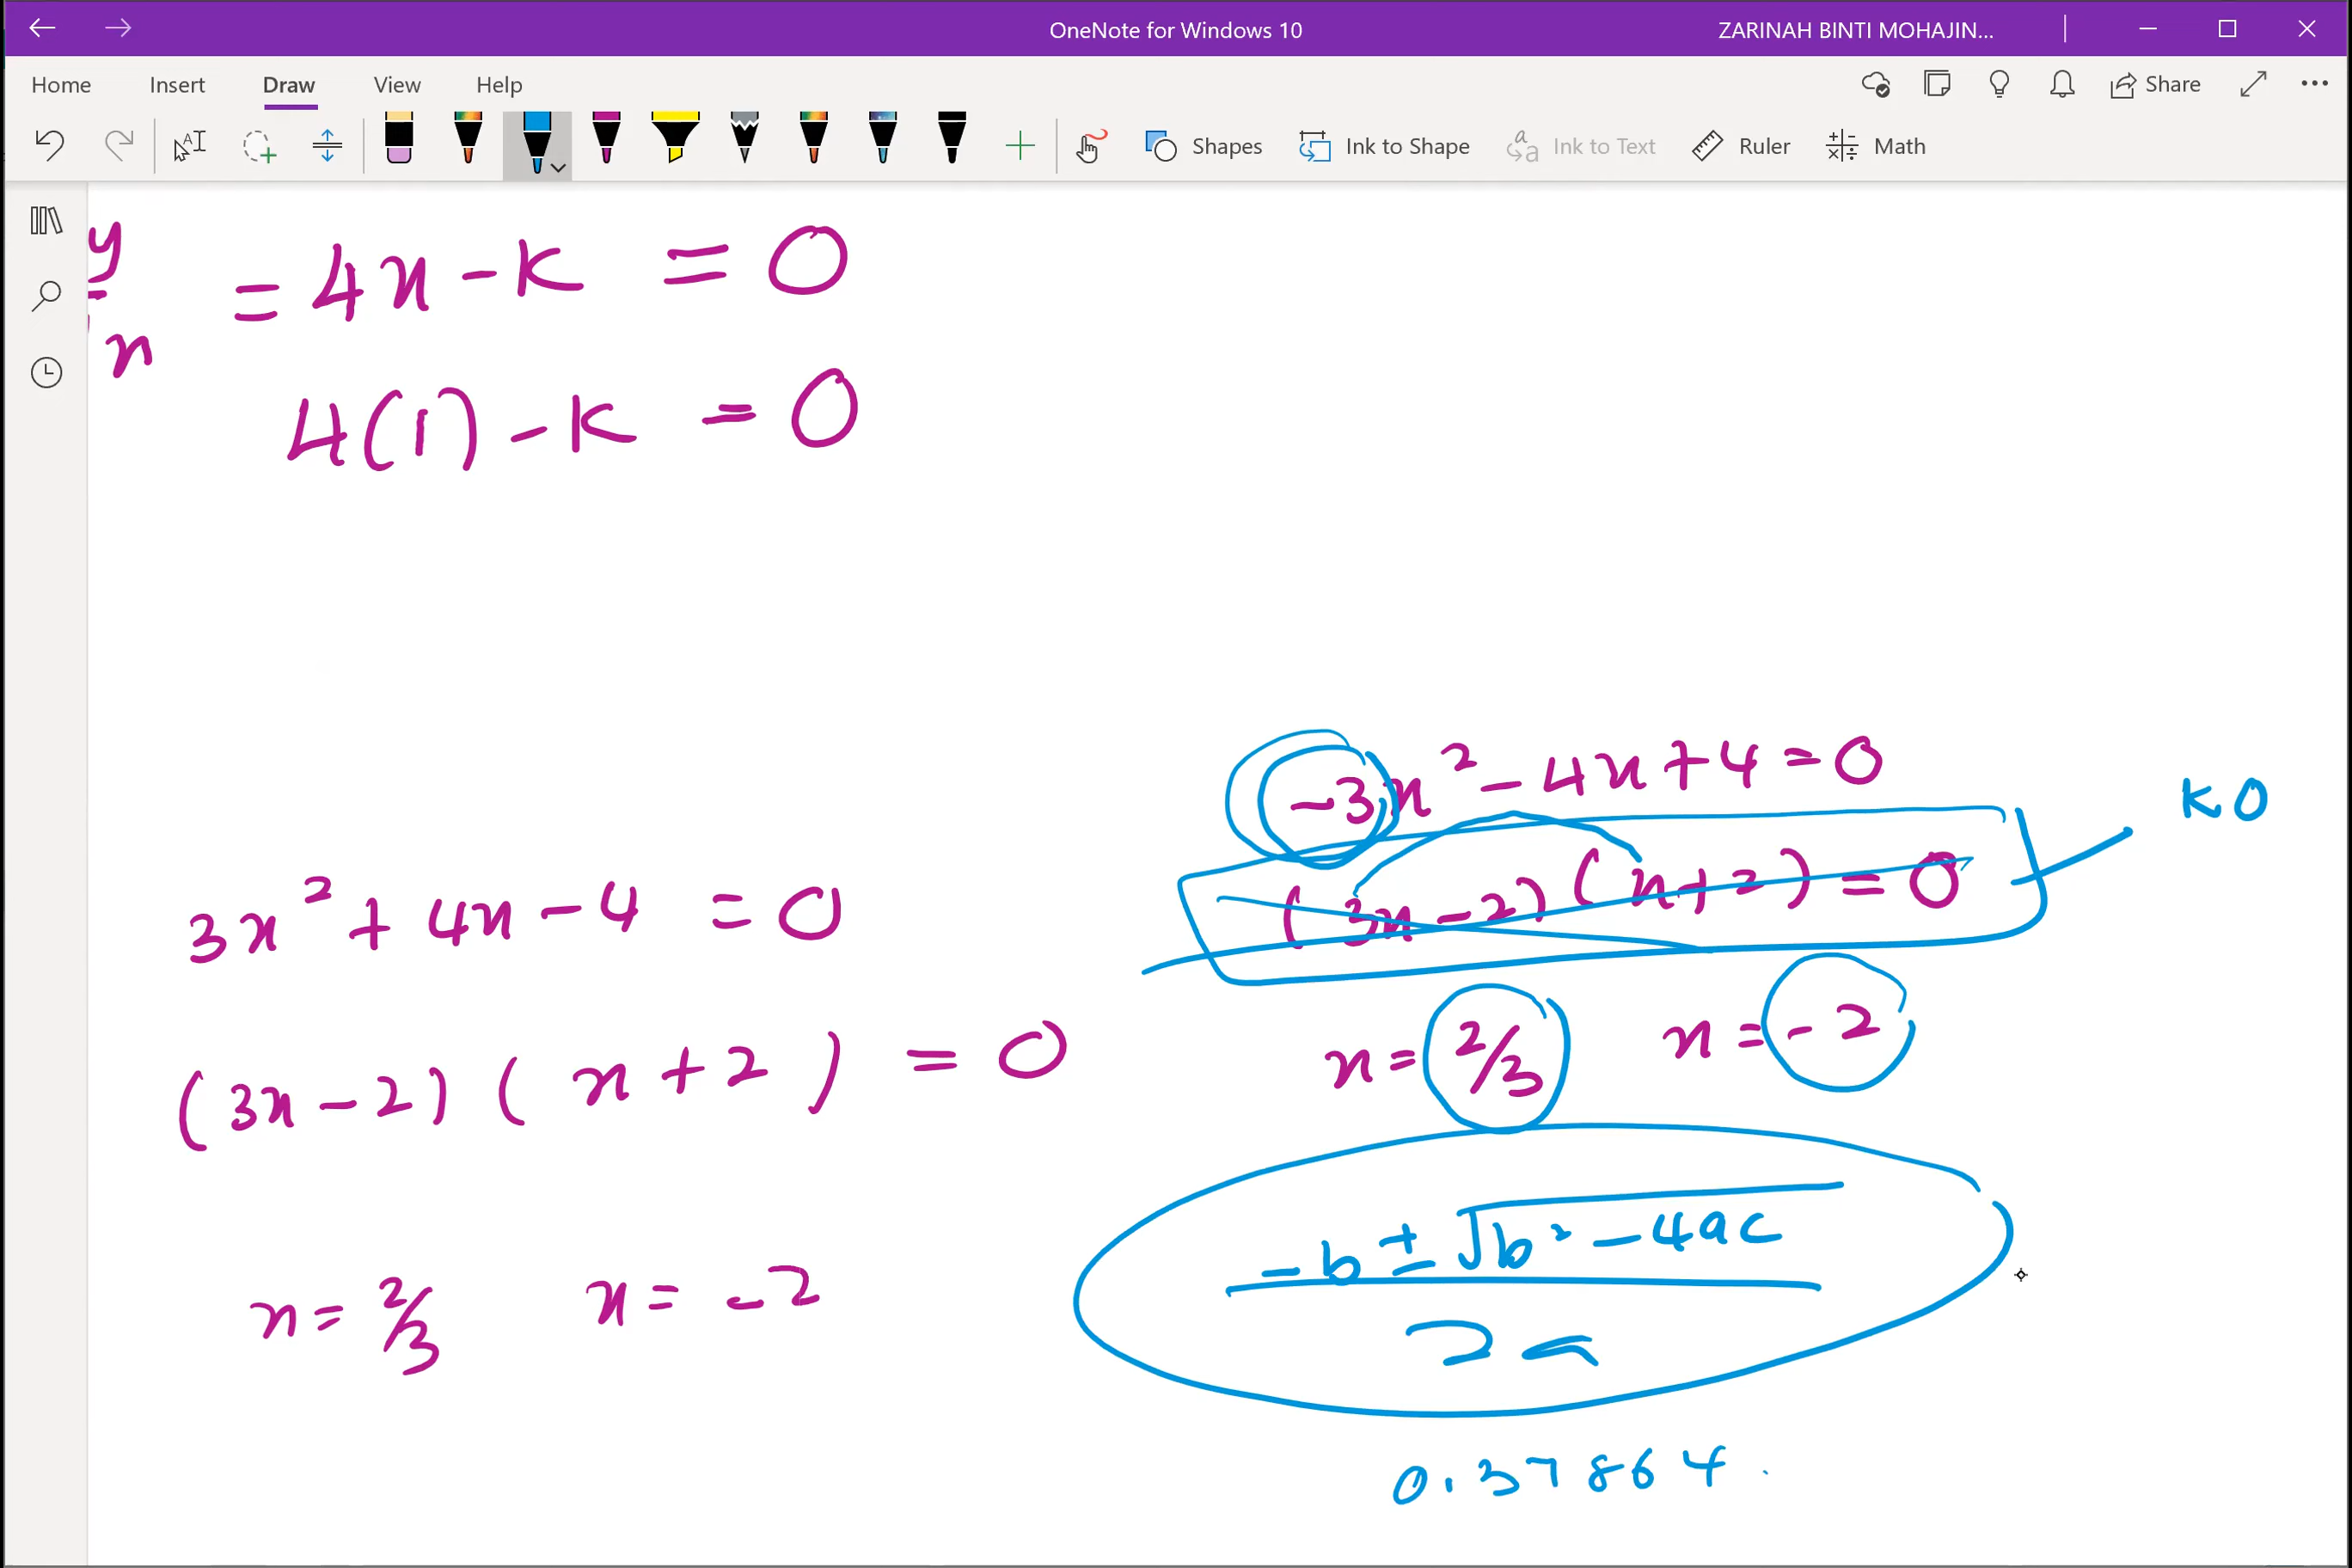 OneNote for Windows 10
ZARINAH BINTI MOHAJIN...
Home Insert Draw View Help
Share
Shapes Ink to Shape Ink to Text Ruler Math
y/x = 4x - k = 0
4(1) - k = 0
-3x² - 4x + 4 = 0
(3x - 2)(x + 2) = 0
K0
x = 2/3 x = -2
3x² + 4x - 4 = 0
(3x - 2)(x + 2) = 0
x = 2/3 x = -2
-b ± √b² - 4ac
2a
0.37864.